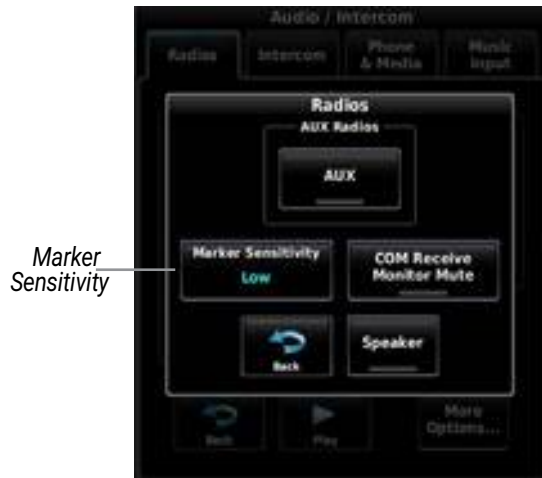 Audio / Intercom
Radios
Intercom
Phone
& Media
Music
Input
Radios
AUX Radios
AUX
Marker Sensitivity
Low
COM Receive
Monitor Mute
Marker
Sensitivity
Back
Speaker
Back
Play
More
Options...